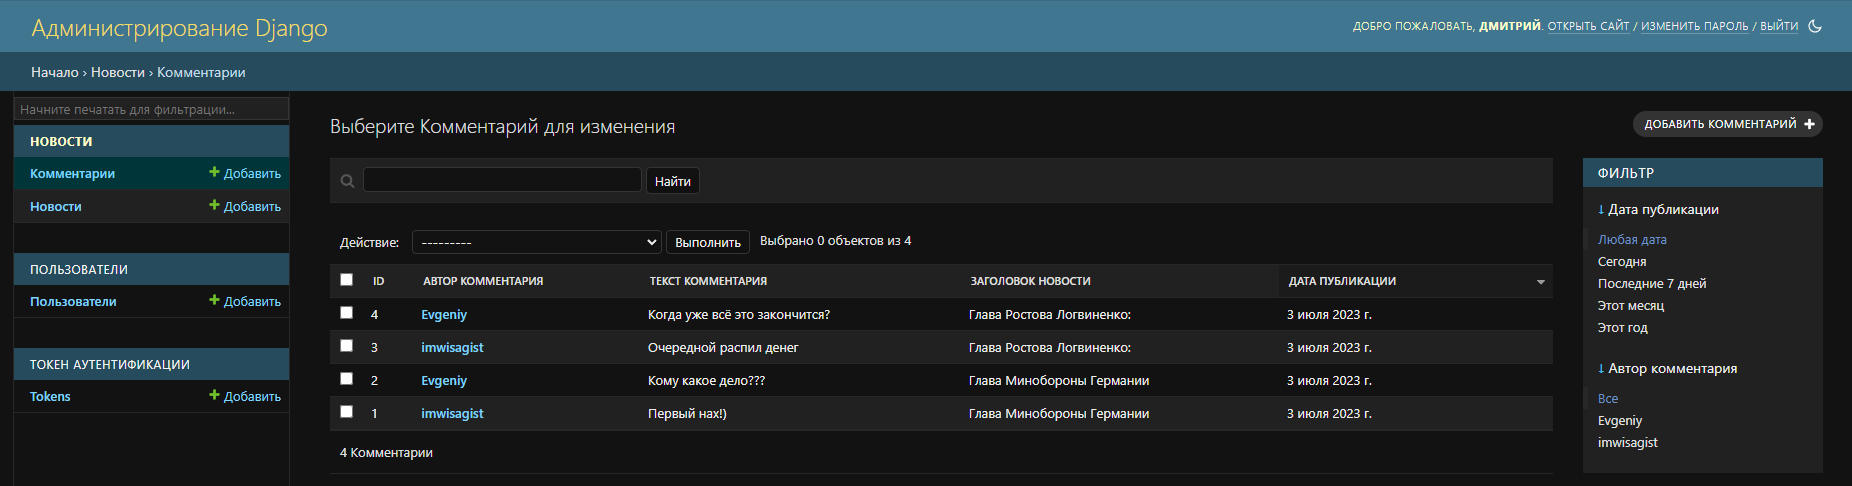 Администрирование Django
ДОБРО ПОЖАЛОВАТЬ, ДМИТРИЙ. ОТКРЫТЬ САЙТ / ИЗМЕНИТЬ ПАРОЛЬ / ВЫЙТИ
Начало › Новости › Комментарии
Начните печатать для фильтрации...
НОВОСТИ
Комментарии + Добавить
Новости + Добавить
ПОЛЬЗОВАТЕЛИ
Пользователи + Добавить
ТОКЕН АУТЕНТИФИКАЦИИ
Tokens + Добавить
Выберите Комментарий для изменения
ДОБАВИТЬ КОММЕНТАРИЙ +
Найти
Действие: --------- Выполнить Выбрано 0 объектов из 4
ID АВТОР КОММЕНТАРИЯ ТЕКСТ КОММЕНТАРИЯ ЗАГОЛОВОК НОВОСТИ ДАТА ПУБЛИКАЦИИ
4 Evgeniy Когда уже всё это закончится? Глава Ростова Логвиненко: 3 июля 2023 г.
3 imwisagist Очередной распил денег Глава Ростова Логвиненко: 3 июля 2023 г.
2 Evgeniy Кому какое дело??? Глава Минобороны Германии 3 июля 2023 г.
1 imwisagist Первый нах!) Глава Минобороны Германии 3 июля 2023 г.
4 Комментарии
ФИЛЬТР
↓ Дата публикации
Любая дата
Сегодня
Последние 7 дней
Этот месяц
Этот год
↓ Автор комментария
Все
Evgeniy
imwisagist